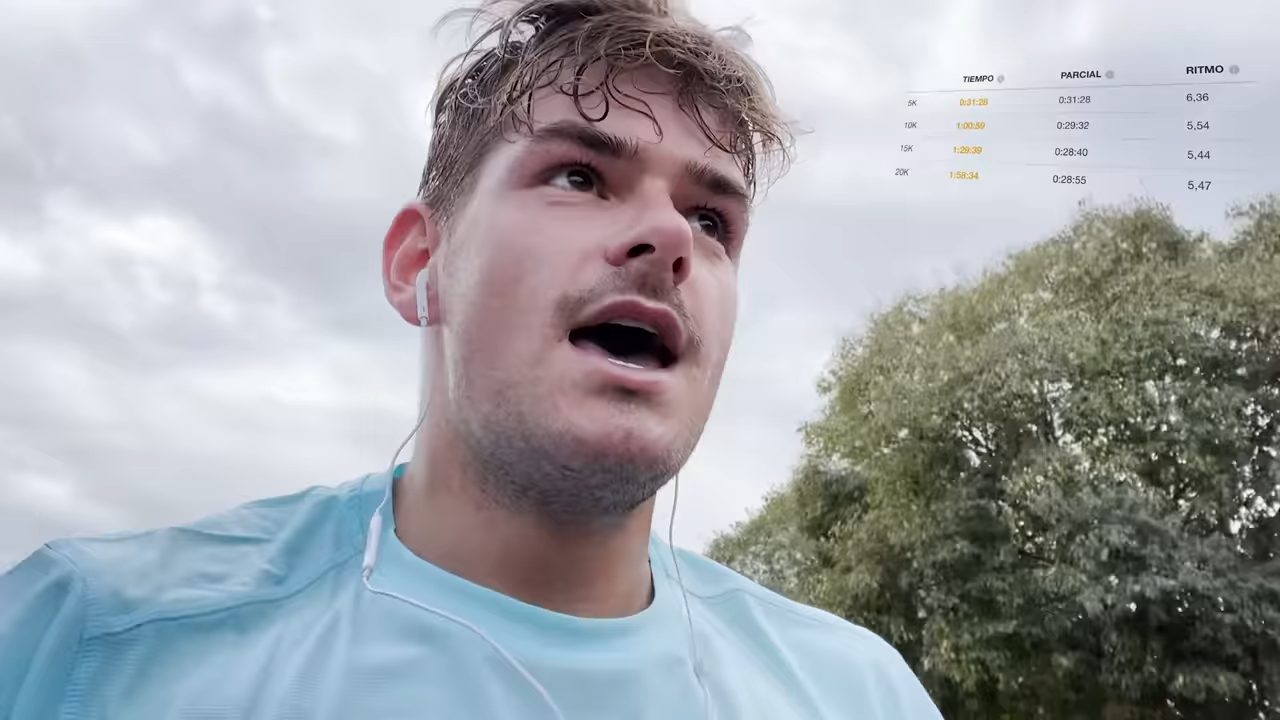 TIEMPO PARCIAL RITMO
5K 0:31:28 0:31:28 6,36
10K 1:00:59 0:29:32 5,54
15K 1:29:39 0:28:40 5,44
20K 1:58:34 0:28:55 5,47